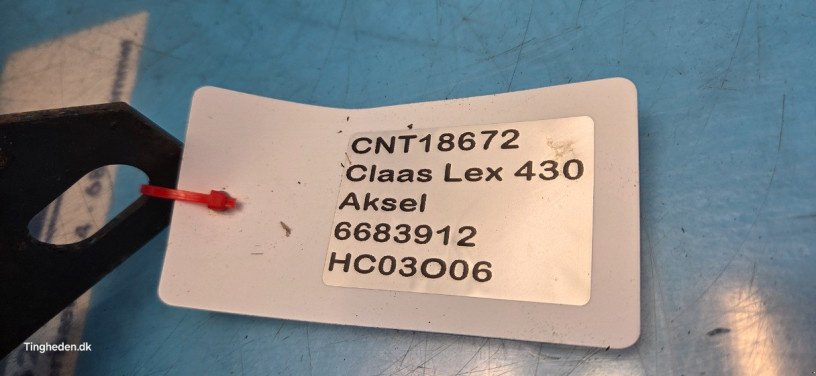 CNT18672
Claas Lex 430
Aksel
6683912
HC03O06
Tingheden.dk